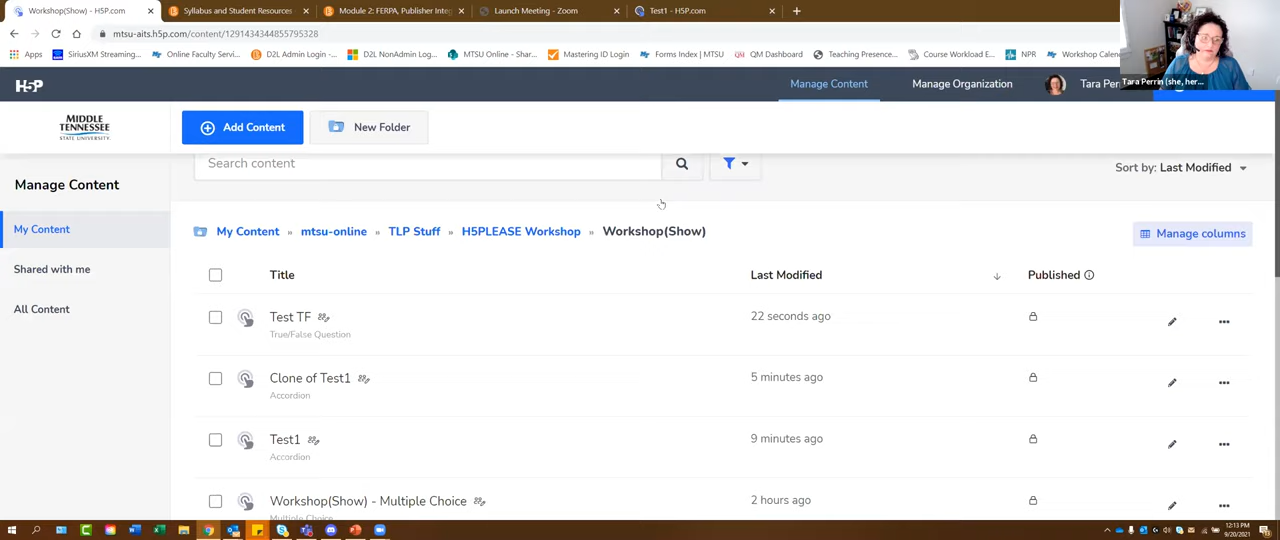 Workshop(Show) - H5P.com
Syllabus and Student Resources
Module 2: FERPA, Publisher Inte
Launch Meeting - Zoom
Test1 - H5P.com
mtsu-aits.h5p.com/content/1291434344855795328
Apps
SiriusXM Streaming...
Online Faculty Servic...
D2L Admin Login -...
D2L NonAdmin Log...
MTSU Online - Shar...
Mastering ID Login
Forms Index | MTSU
QM Dashboard
Teaching Presence...
Course Workload E...
NPR
Workshop Calen
Tara Perrin (she, her...
H5P
Manage Content
Manage Organization
Tara Per
MIDDLE
TENNESSEE
STATE UNIVERSITY
Add Content
New Folder
Manage Content
My Content
Shared with me
All Content
Search content
Sort by: Last Modified
My Content » mtsu-online » TLP Stuff » H5PLEASE Workshop » Workshop(Show)
Manage columns
Title
Last Modified
Published
Test TF
True/False Question
22 seconds ago
Clone of Test1
Accordion
5 minutes ago
Test1
Accordion
9 minutes ago
Workshop(Show) - Multiple Choice
Multiple Choice
2 hours ago
12:13 PM
9/20/2021